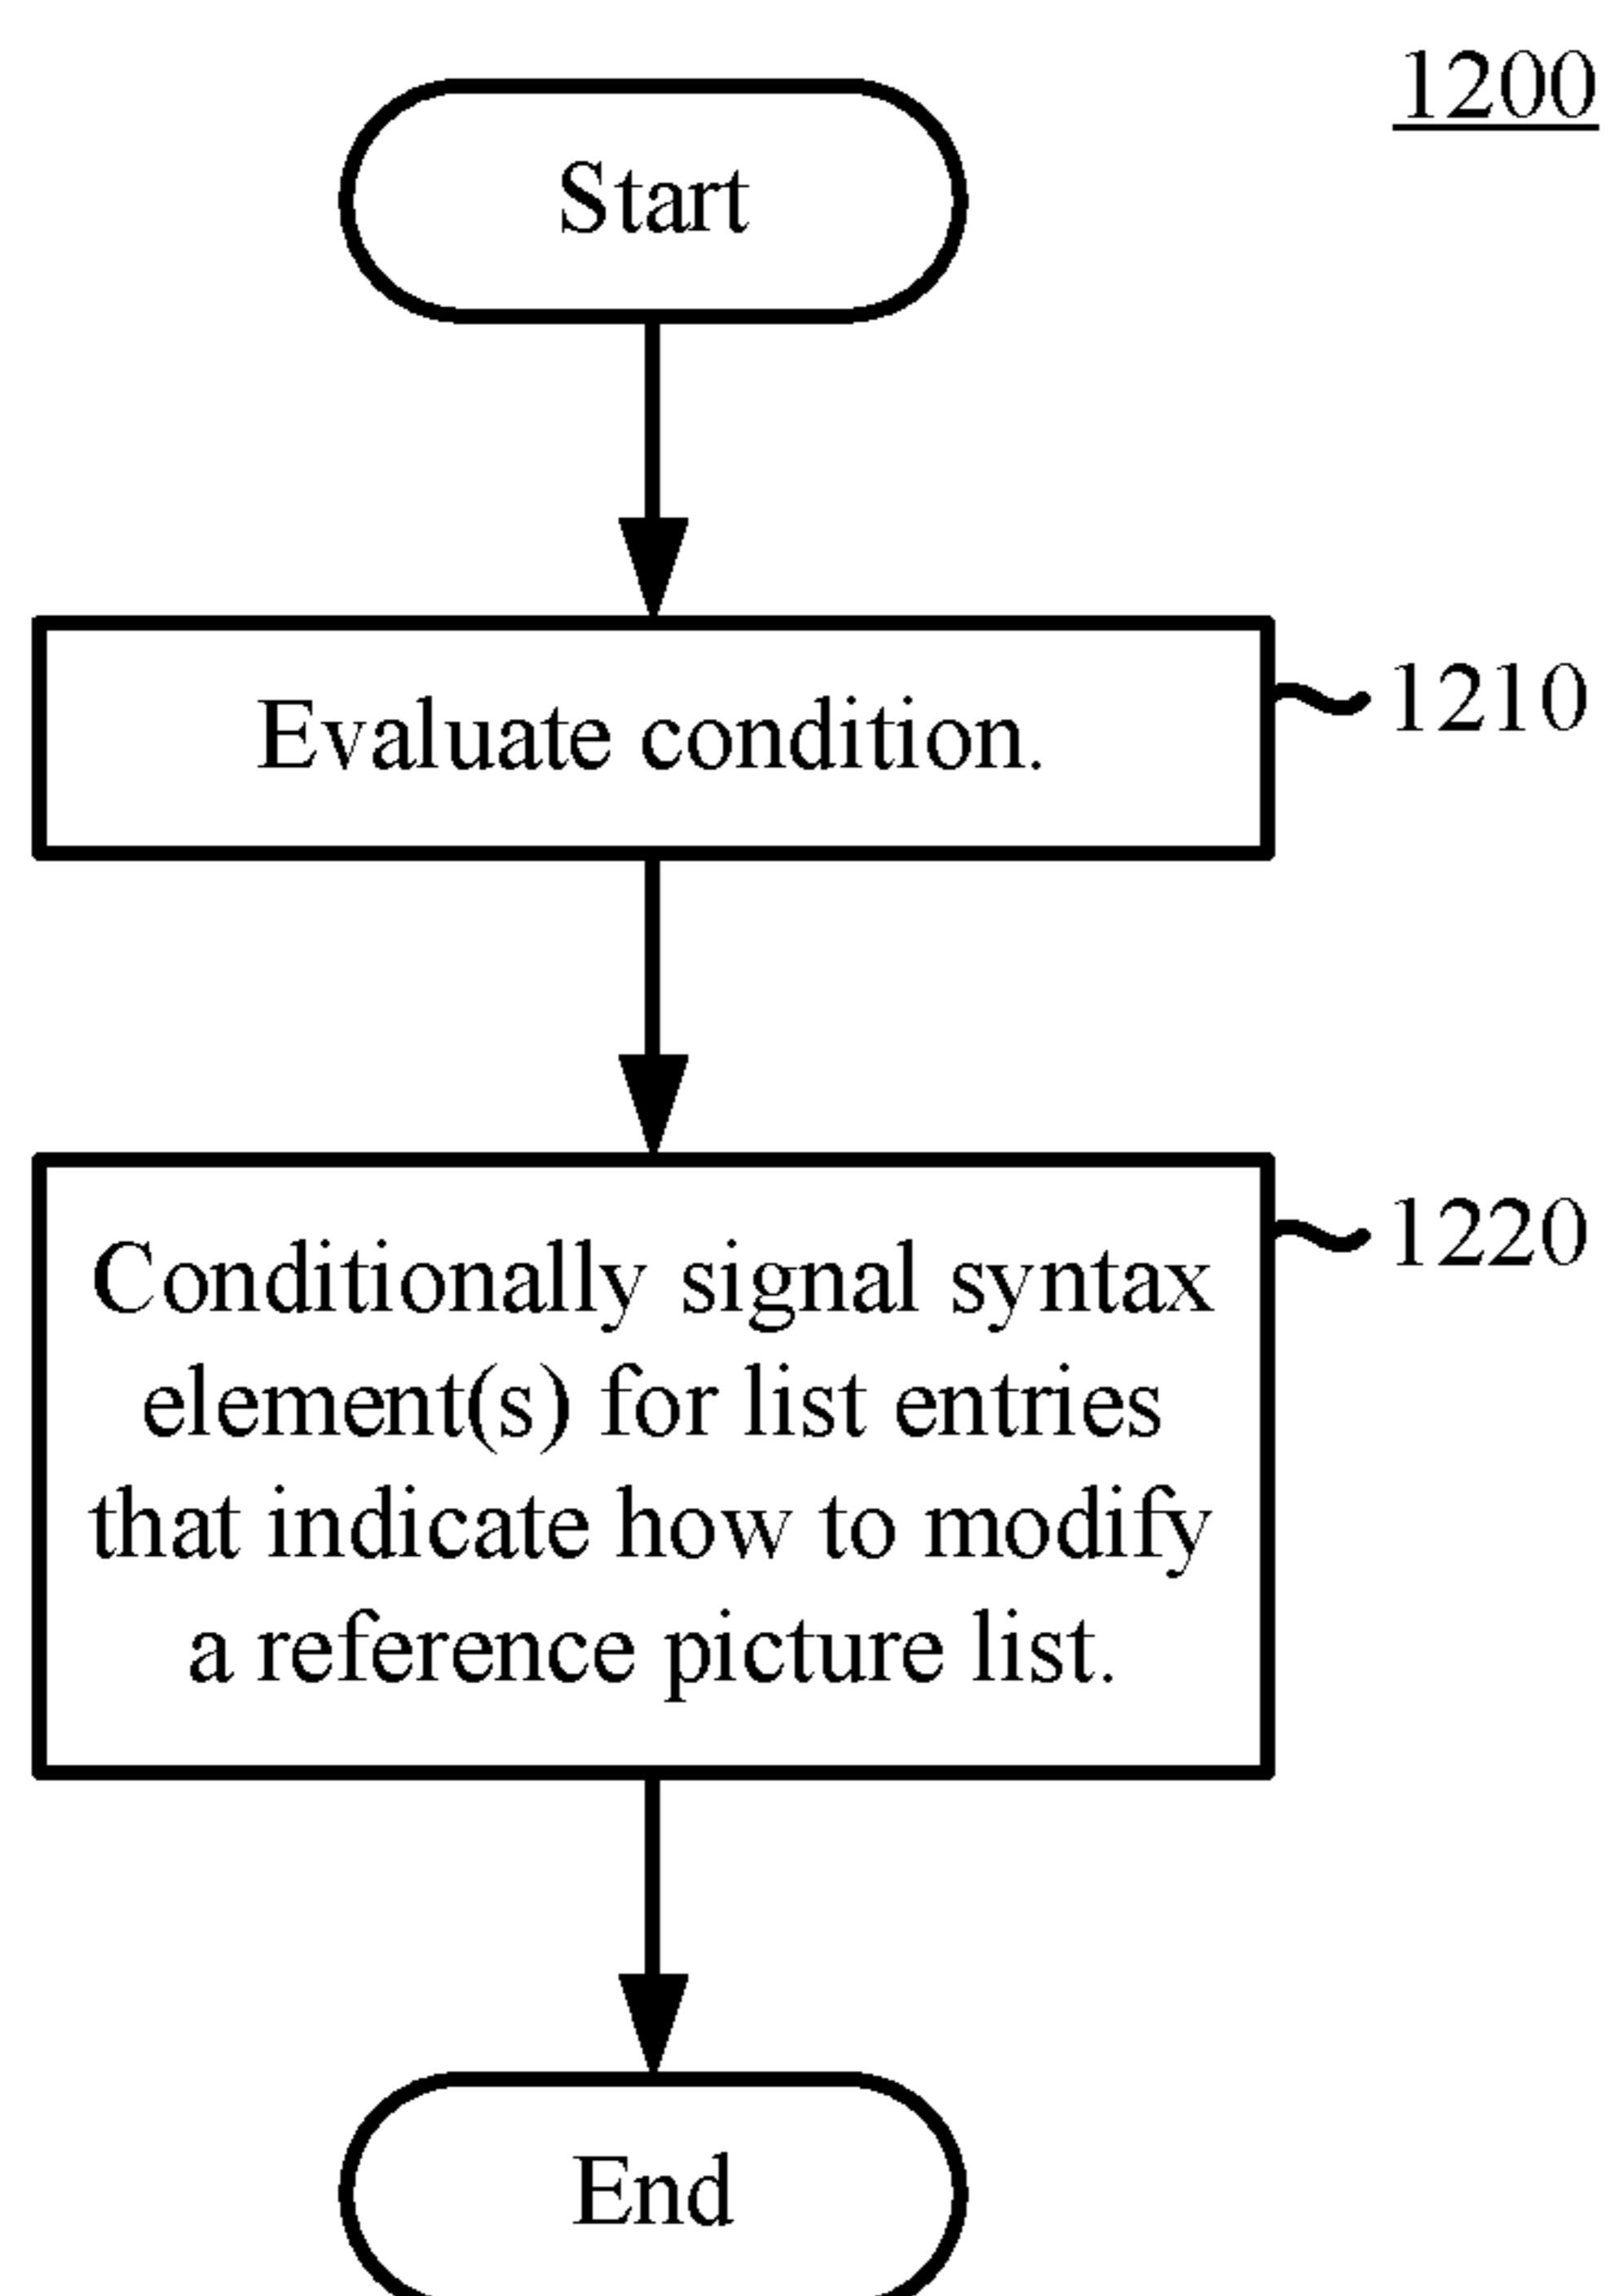 1200
Start
Evaluate condition.
1210
Conditionally signal syntax
element(s) for list entries
that indicate how to modify
a reference picture list.
1220
End